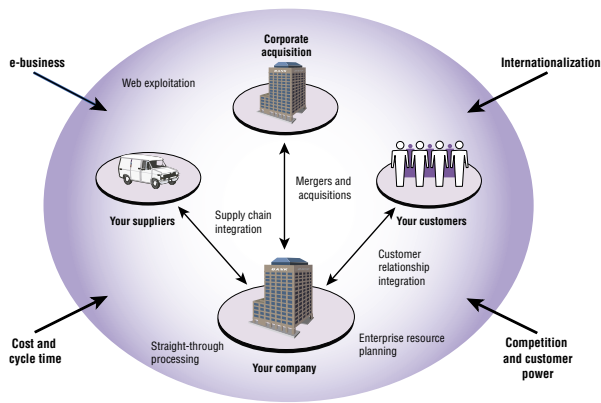 Corporate
acquisition
e-business
Internationalization
Web exploitation
Mergers and
acquisitions
Your suppliers
Supply chain
integration
Your customers
Customer
relationship
integration
Cost and
cycle time
Straight-through
processing
Your company
Enterprise resource
planning
Competition
and customer
power